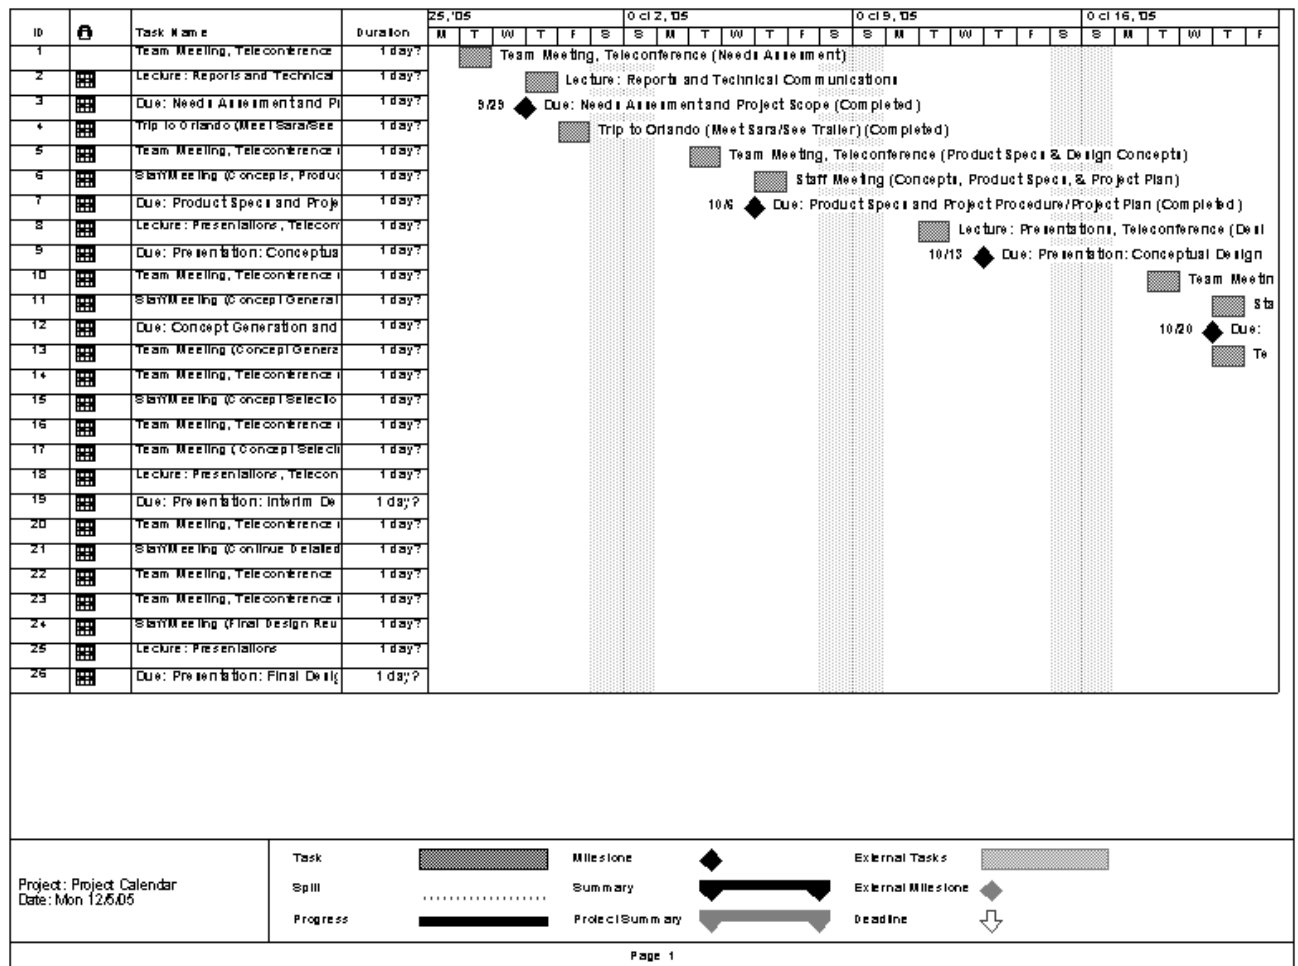 25, '05 Oct 2, '05 Oct 9, '05 Oct 16, '05
ID Task Name Duration M T W T F S S M T W T F S S M T W T F S S M T W T F
1 Team Meeting, Teleconference 1 day? Team Meeting, Teleconference (Needs Assesment)
2 Lecture: Reports and Technical 1 day? Lecture: Reports and Technical Communications
3 Due: Needs Assesment and Pr 1 day? 9/29 Due: Needs Assesment and Project Scope (Completed)
4 Trip to Orlando (Meet Sara/See 1 day? Trip to Orlando (Meet Sara/See Trailer) (Completed)
5 Team Meeting, Teleconference ( 1 day? Team Meeting, Teleconference (Product Specs & Design Concepts)
6 Staff Meeting (Concepts, Produc 1 day? Staff Meeting (Concepts, Product Specs, & Project Plan)
7 Due: Product Specs and Proje 1 day? 10/6 Due: Product Specs and Project Procedure/Project Plan (Completed)
8 Lecture: Presentations, Telecon 1 day? Lecture: Presentations, Teleconference (Desi
9 Due: Presentation: Conceptua 1 day? 10/13 Due: Presentation: Conceptual Design
10 Team Meeting, Teleconference ( 1 day? Team Meetin
11 Staff Meeting (Concept General 1 day? Sta
12 Due: Concept Generation and 1 day? 10/20 Due:
13 Team Meeting (Concept Genera 1 day? Te
14 Team Meeting, Teleconference ( 1 day?
15 Staff Meeting (Concept Selectio 1 day?
16 Team Meeting, Teleconference ( 1 day?
17 Team Meeting (Concept Selecti 1 day?
18 Lecture: Presentations, Telecon 1 day?
19 Due: Presentation: Interim De 1 day?
20 Team Meeting, Teleconference ( 1 day?
21 Staff Meeting (Continue Detailed 1 day?
22 Team Meeting, Teleconference 1 day?
23 Team Meeting, Teleconference ( 1 day?
24 Staff Meeting (Final Design Rev 1 day?
25 Lecture: Presentations 1 day?
26 Due: Presentation: Final Desig 1 day?
Project: Project Calendar
Date: Mon 12/5/05
Task Milestone External Tasks
Split Summary External Milestone
Progress Project Summary Deadline
Page 1